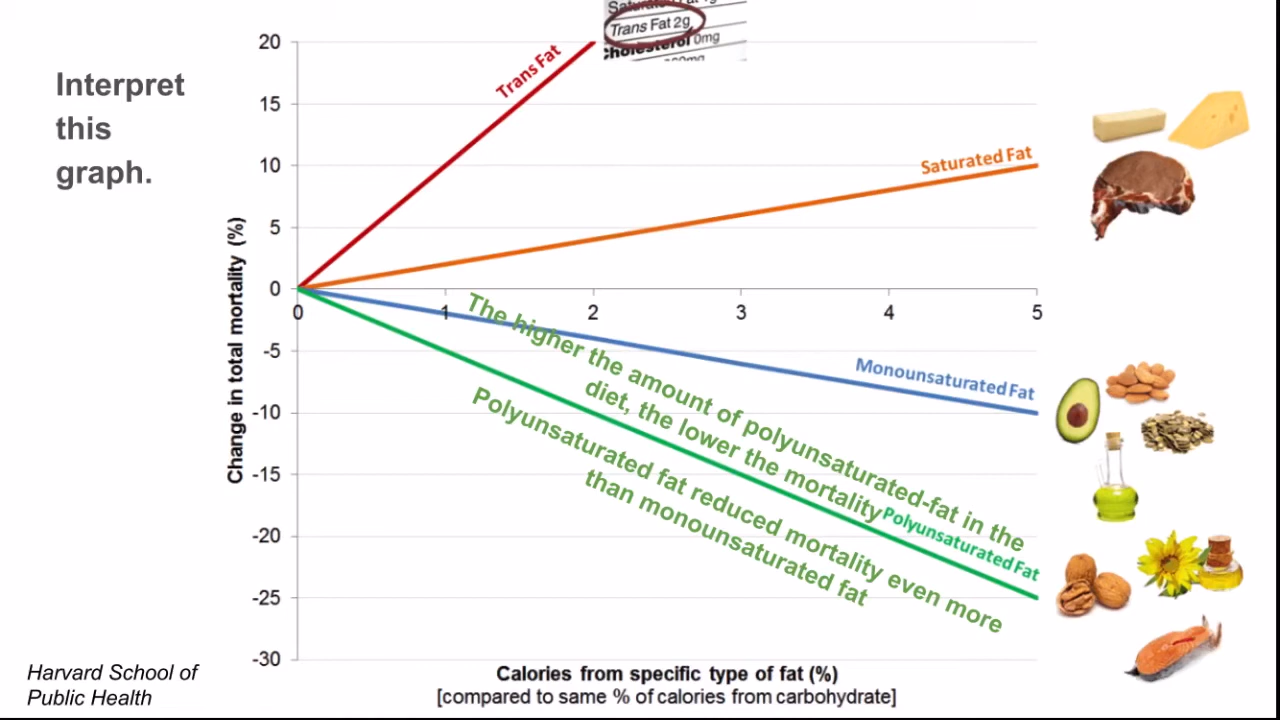 Interpret
this
graph.
Trans Fat 2g
Cholesterol 0mg
20
15
10
5
0
-5
-10
-15
-20
-25
-30
Change in total mortality (%)
0
1
2
3
4
5
Trans Fat
Saturated Fat
Monounsaturated Fat
Polyunsaturated Fat
The higher the amount of polyunsaturated-fat in the
diet, the lower the mortality
Polyunsaturated fat reduced mortality even more
than monounsaturated fat
Calories from specific type of fat (%)
[compared to same % of calories from carbohydrate]
Harvard School of
Public Health